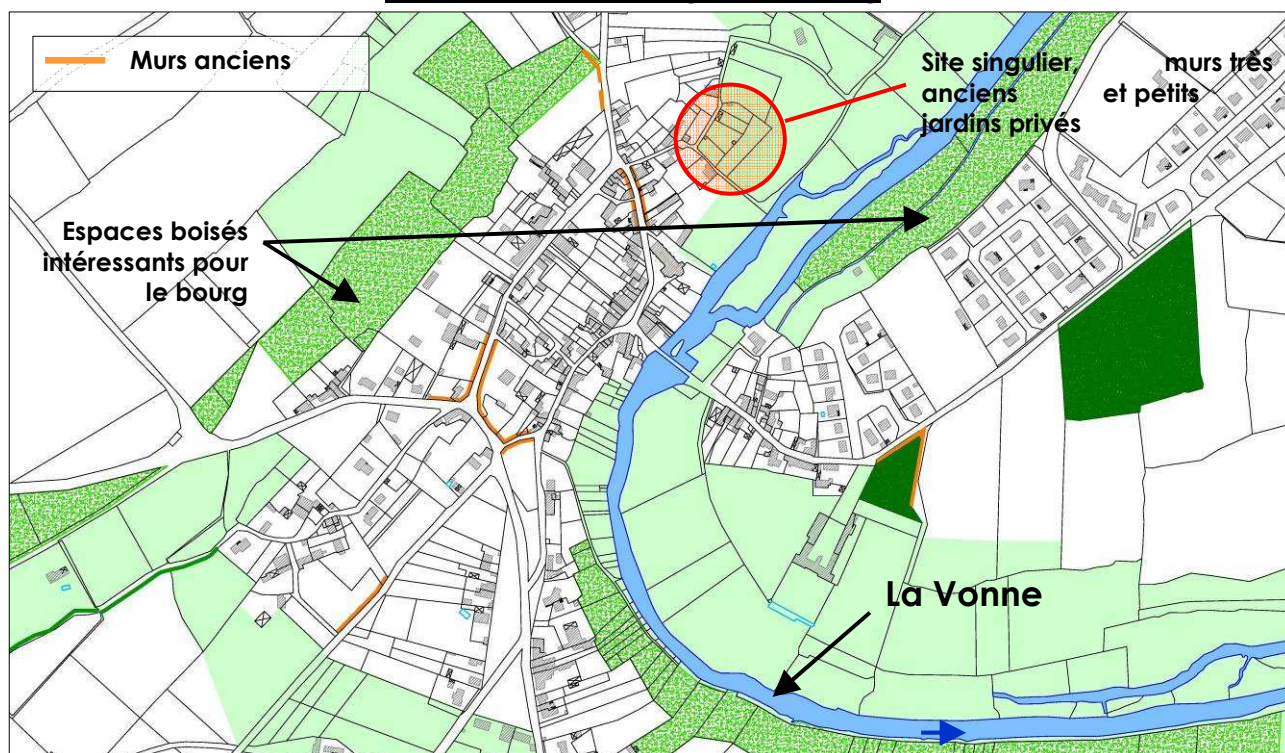 Murs anciens
Site singulier, murs très
anciens et petits
jardins privés
Espaces boisés
intéressants pour
le bourg
La Vonne